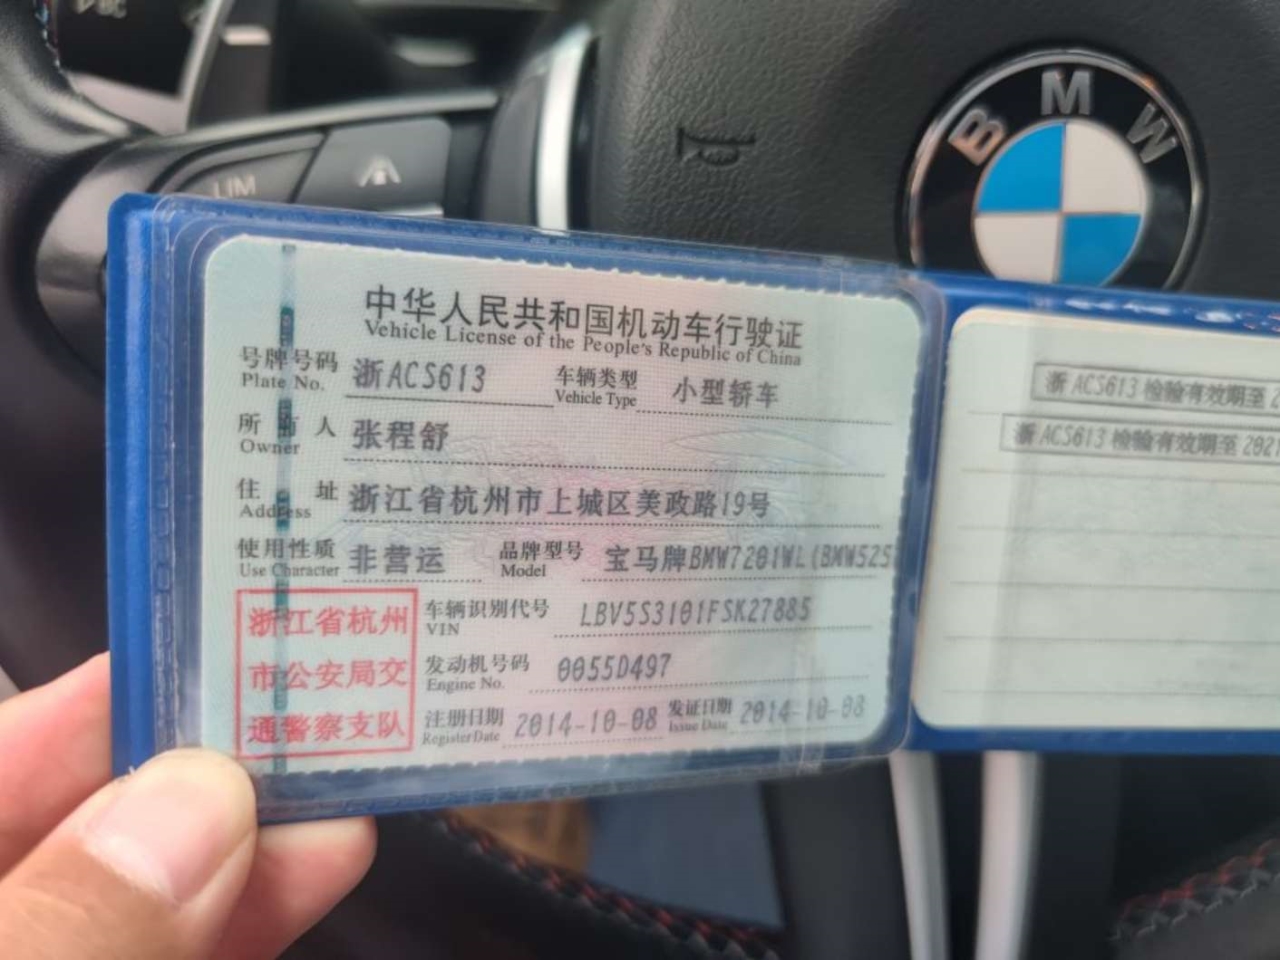 LIM
BMW
中华人民共和国机动车行驶证
Vehicle License of the People's Republic of China
号牌号码 浙ACS613 车辆类型 小型轿车
Plate No. Vehicle Type
所有人 张程舒
Owner
住址 浙江省杭州市上城区美政路19号
Address
使用性质 非营运 品牌型号 宝马牌BMW7201WL(BMW525
Use Character Model
浙江省杭州
市公安局交
通警察支队
车辆识别代号 LBV5S3101FSK27885
VIN
发动机号码 0055D497
Engine No.
注册日期 2014-10-08 发证日期 2014-10-08
Register Date Issue Date
浙ACS613 检验有效期至2
浙ACS613 检验有效期至 2021